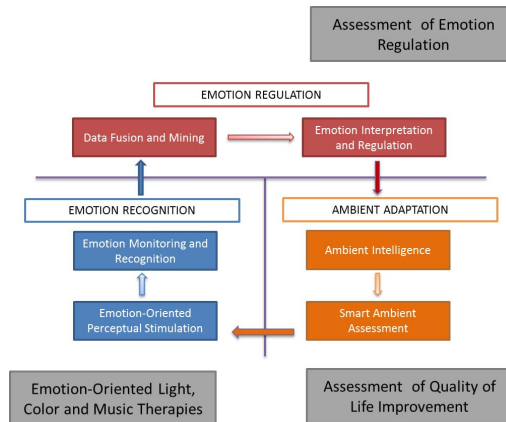 Assessment of Emotion
Regulation
EMOTION REGULATION
Data Fusion and Mining
Emotion Interpretation
and Regulation
EMOTION RECOGNITION
AMBIENT ADAPTATION
Emotion Monitoring and
Recognition
Ambient Intelligence
Emotion-Oriented
Perceptual Stimulation
Smart Ambient
Assessment
Emotion-Oriented Light,
Color and Music Therapies
Assessment of Quality of
Life Improvement